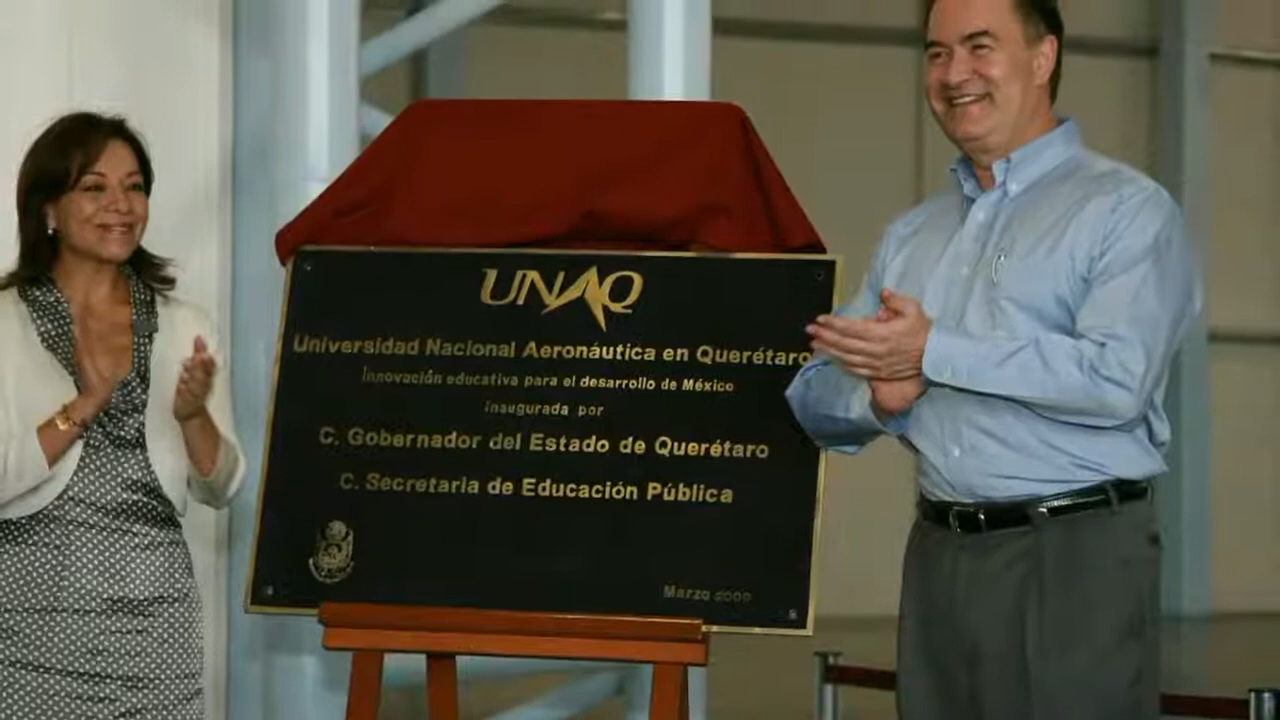 UNAQ
Universidad Nacional Aeronáutica en Querétaro
Innovación educativa para el desarrollo de México
Inaugurada por
C. Gobernador del Estado de Querétaro
C. Secretaria de Educación Pública
Marzo 2009